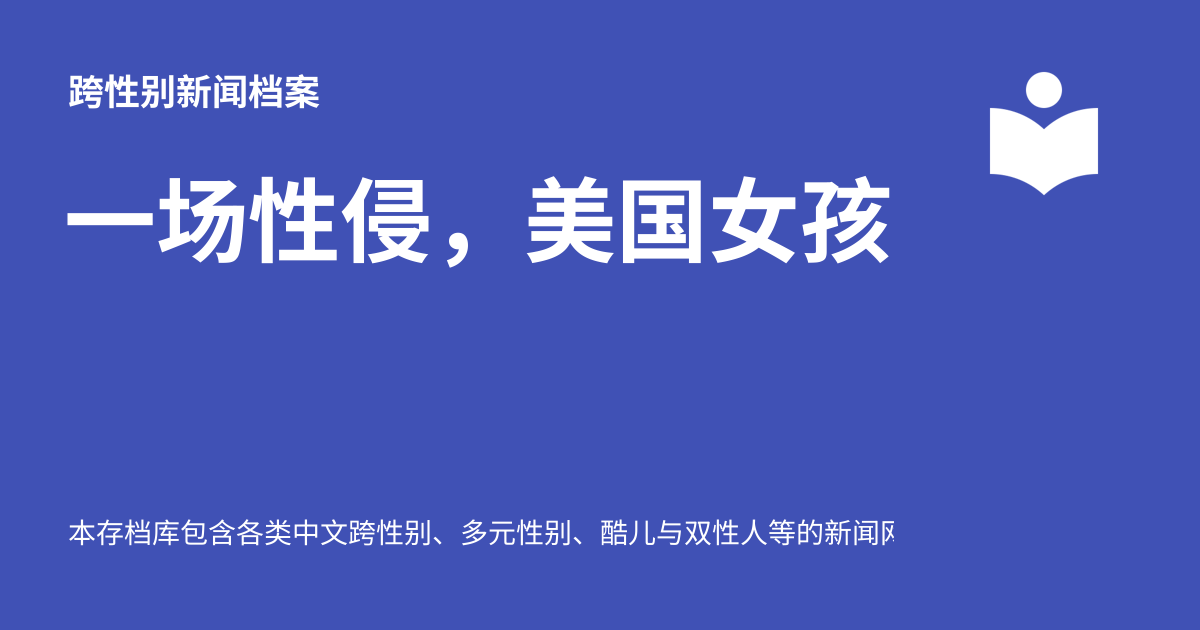 跨性别新闻档案
一场性侵，美国女孩
本存档库包含各类中文跨性别、多元性别、酷儿与双性人等的新闻